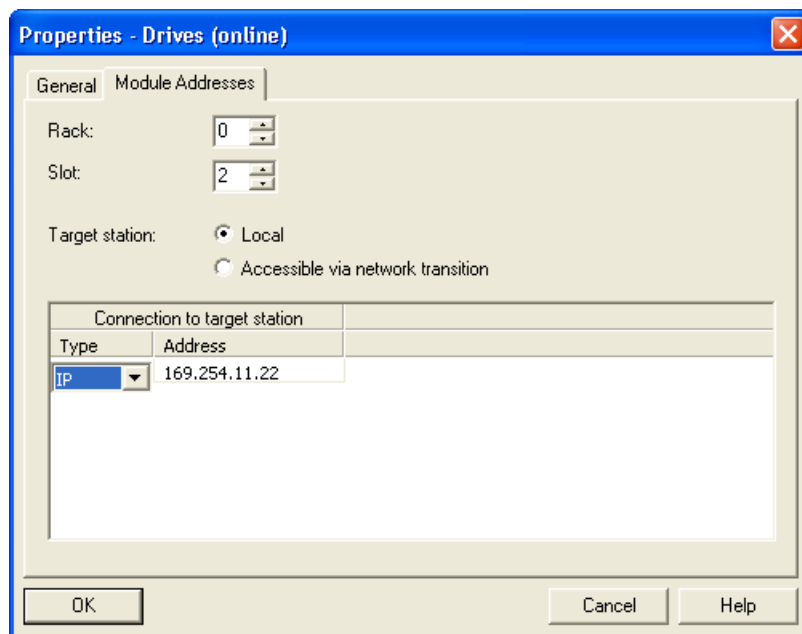 Properties - Drives (online)
General Module Addresses
Rack: 0
Slot: 2
Target station: Local
Accessible via network transition
Connection to target station
Type Address
IP 169.254.11.22
OK Cancel Help